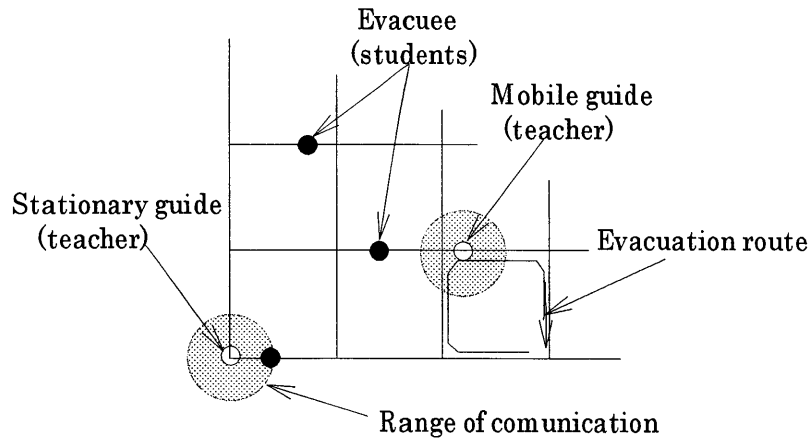 Evacuee
(students)
Mobile guide
(teacher)
Stationary guide
(teacher)
Evacuation route
Range of comunication